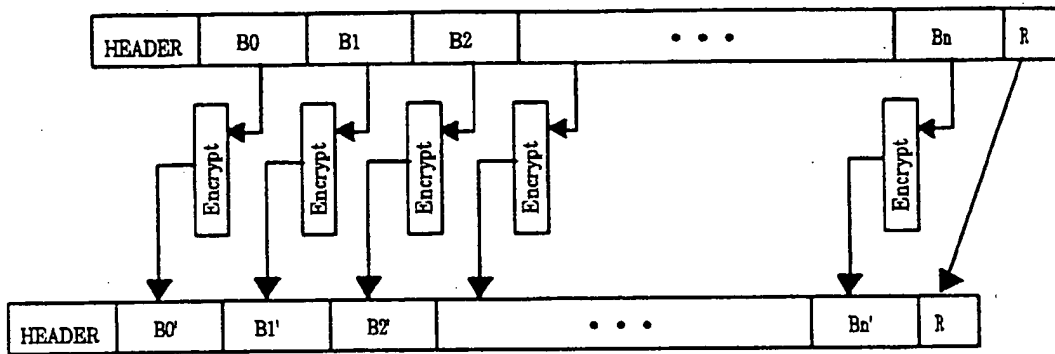 HEADER B0 B1 B2 • • • Bn R
Encrypt Encrypt Encrypt Encrypt Encrypt
HEADER B0' B1' B2' • • • Bn' R